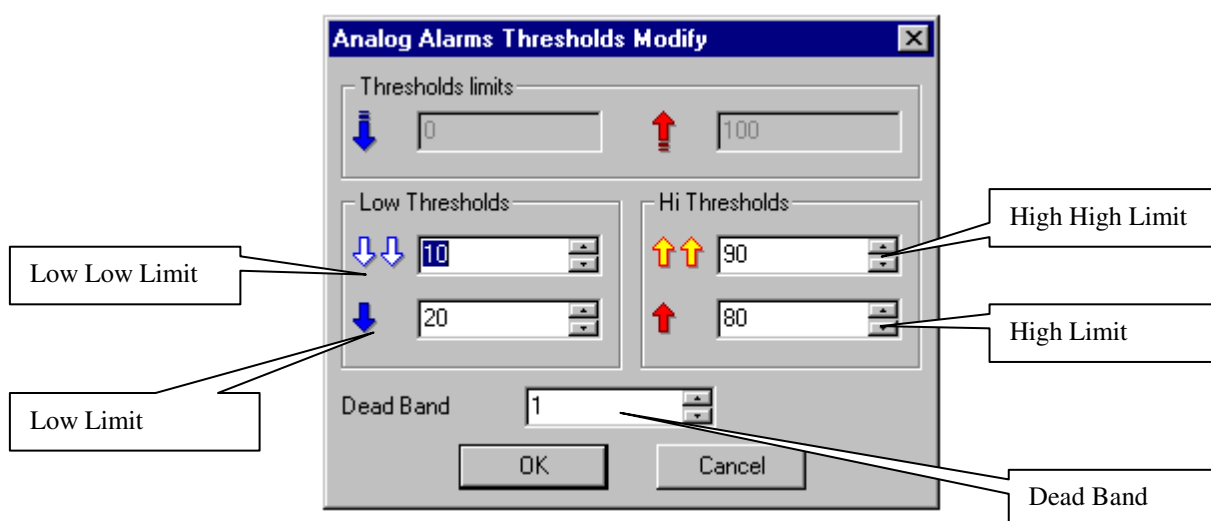 Analog Alarms Thresholds Modify
Thresholds limits
0
100
Low Thresholds
Hi Thresholds
High High Limit
Low Low Limit
10
90
20
80
High Limit
Low Limit
Dead Band
1
OK
Cancel
Dead Band